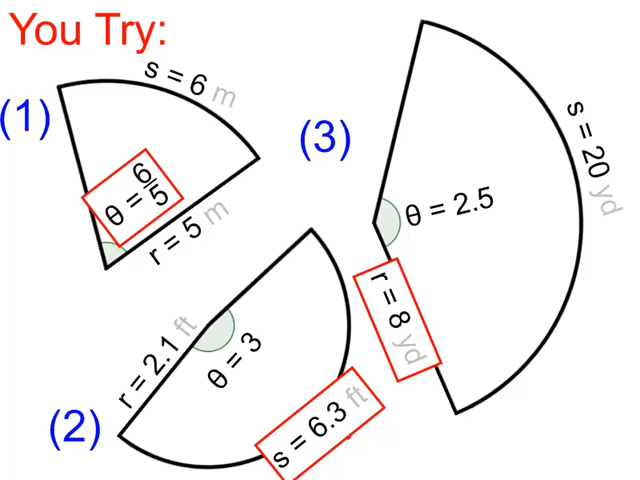 You Try:
(1)
s = 6 m
θ = 6/5
r = 5 m
(2)
r = 2.1 ft
θ = 3
s = 6.3 ft
(3)
s = 20 yd
θ = 2.5
r = 8 yd